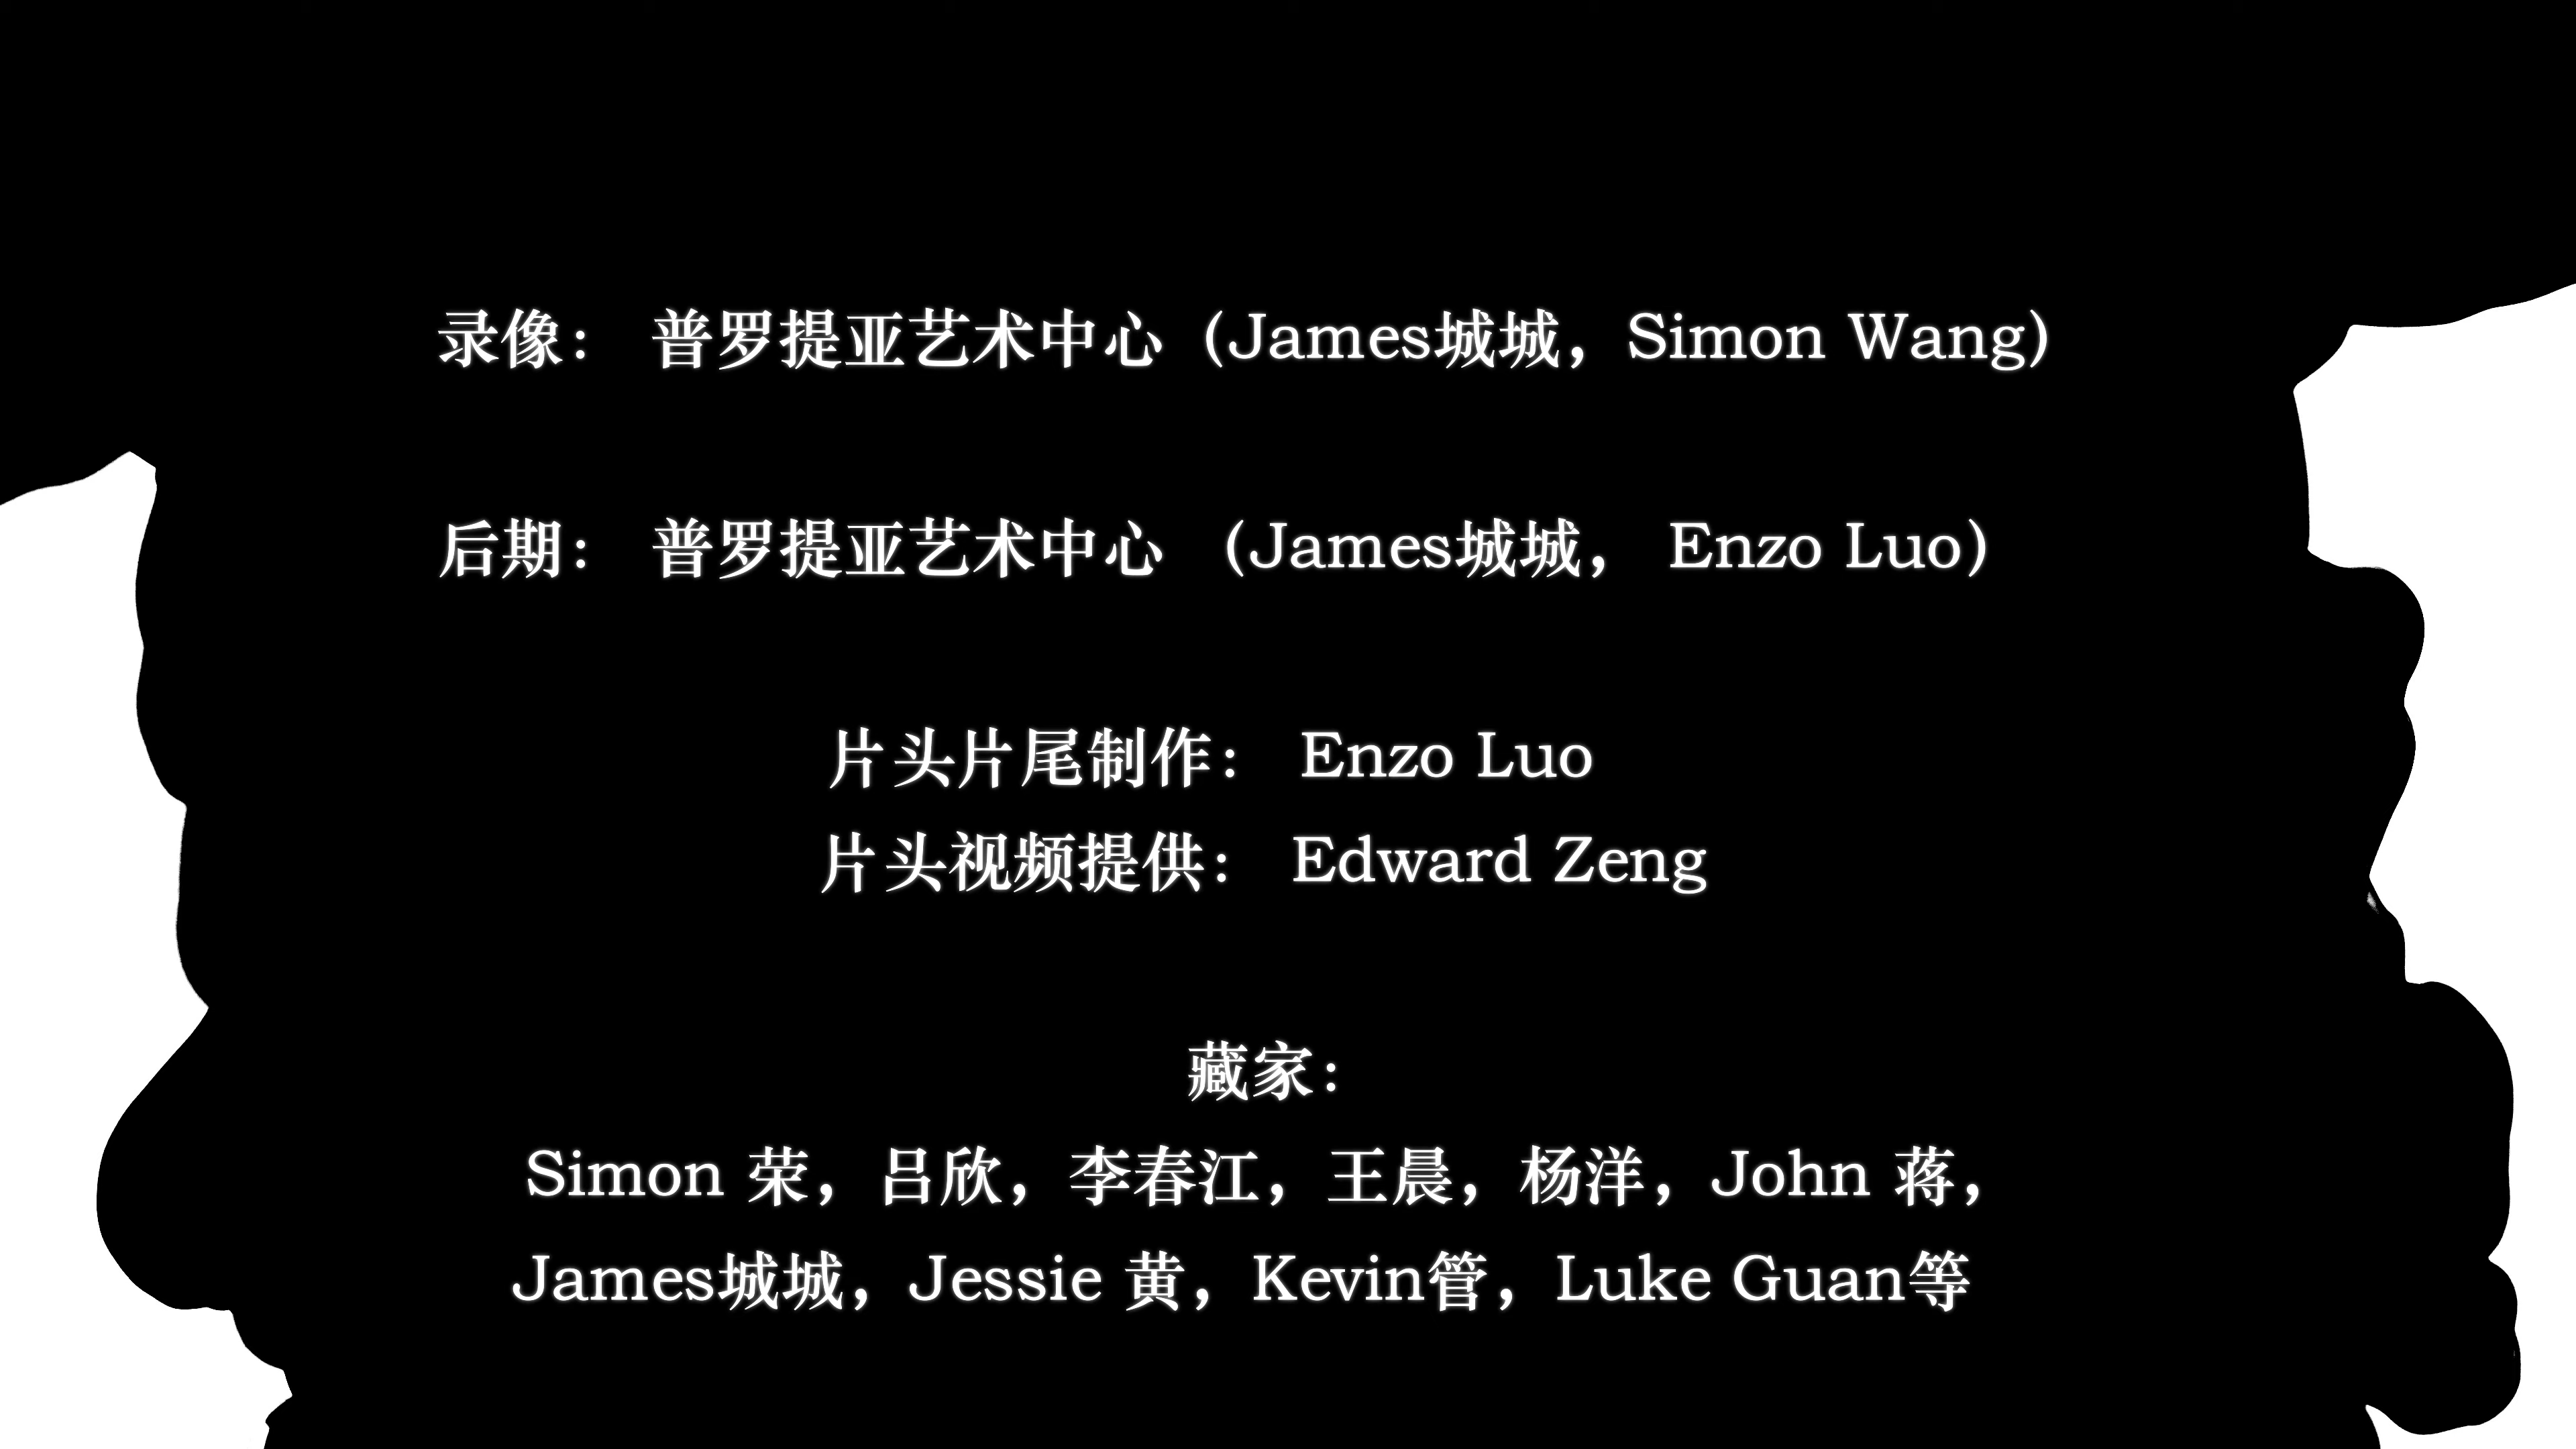 录像： 普罗提亚艺术中心（James城城，Simon Wang）
后期： 普罗提亚艺术中心 （James城城， Enzo Luo）
片头片尾制作： Enzo Luo
片头视频提供： Edward Zeng
藏家：
Simon 荣，吕欣，李春江，王晨，杨洋，John 蒋，
James城城，Jessie 黄，Kevin管，Luke Guan等